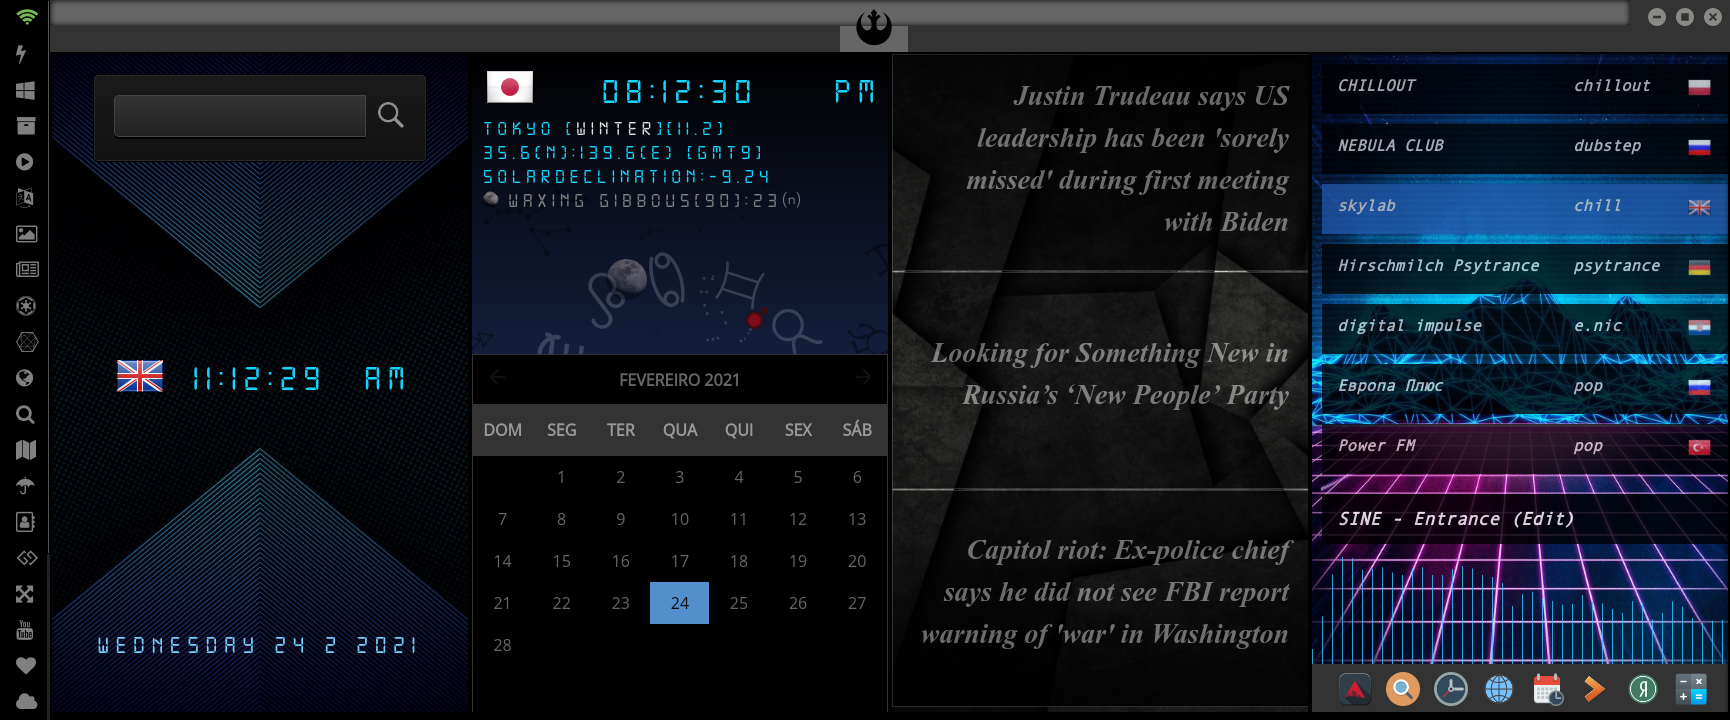 11:12:29 AM
WEDNESDAY 24 2 2021
08:12:30 PM
TOKYO [WINTER][11.2]
35.6(N):139.6(E) [GMT9]
SOLARDECLINATION:-9.24
WAXING GIBBOUS(90):23(n)
FEVEREIRO 2021
DOM SEG TER QUA QUI SEX SÁB
1 2 3 4 5 6
7 8 9 10 11 12 13
14 15 16 17 18 19 20
21 22 23 24 25 26 27
28
Justin Trudeau says US
leadership has been 'sorely
missed' during first meeting
with Biden
Looking for Something New in
Russia’s ‘New People’ Party
Capitol riot: Ex-police chief
says he did not see FBI report
warning of 'war' in Washington
CHILLOUT chillout
NEBULA CLUB dubstep
skylab chill
Hirschmilch Psytrance psytrance
digital impulse e.nic
Европа Плюс pop
Power FM pop
SINE - Entrance (Edit)
You
Tube
Я